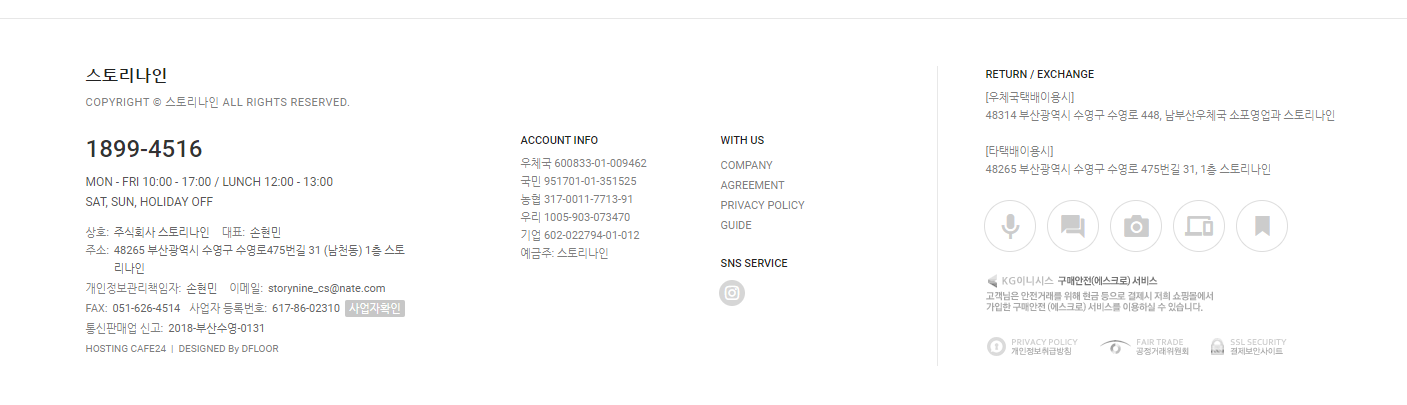 스토리나인
COPYRIGHT © 스토리나인 ALL RIGHTS RESERVED.
1899-4516
MON - FRI 10:00 - 17:00 / LUNCH 12:00 - 13:00
SAT, SUN, HOLIDAY OFF
상호: 주식회사 스토리나인 대표: 손현민
주소: 48265 부산광역시 수영구 수영로475번길 31 (남천동) 1층 스토
리나인
개인정보관리책임자: 손현민 이메일: storynine_cs@nate.com
FAX: 051-626-4514 사업자 등록번호: 617-86-02310 사업자확인
통신판매업 신고: 2018-부산수영-0131
HOSTING CAFE24 | DESIGNED By DFLOOR
ACCOUNT INFO
우체국 600833-01-009462
국민 951701-01-351525
농협 317-0011-7713-91
우리 1005-903-073470
기업 602-022794-01-012
예금주: 스토리나인
WITH US
COMPANY
AGREEMENT
PRIVACY POLICY
GUIDE
SNS SERVICE
RETURN / EXCHANGE
[우체국택배이용시]
48314 부산광역시 수영구 수영로 448, 남부산우체국 소포영업과 스토리나인
[타택배이용시]
48265 부산광역시 수영구 수영로 475번길 31, 1층 스토리나인
KG이니시스 구매안전(에스크로) 서비스
고객님은 안전거래를 위해 현금 등으로 결제시 저희 쇼핑몰에서
가입한 구매안전 (에스크로) 서비스를 이용하실 수 있습니다.
PRIVACY POLICY
개인정보취급방침
FAIR TRADE
공정거래위원회
SSL SECURITY
결제보안사이트